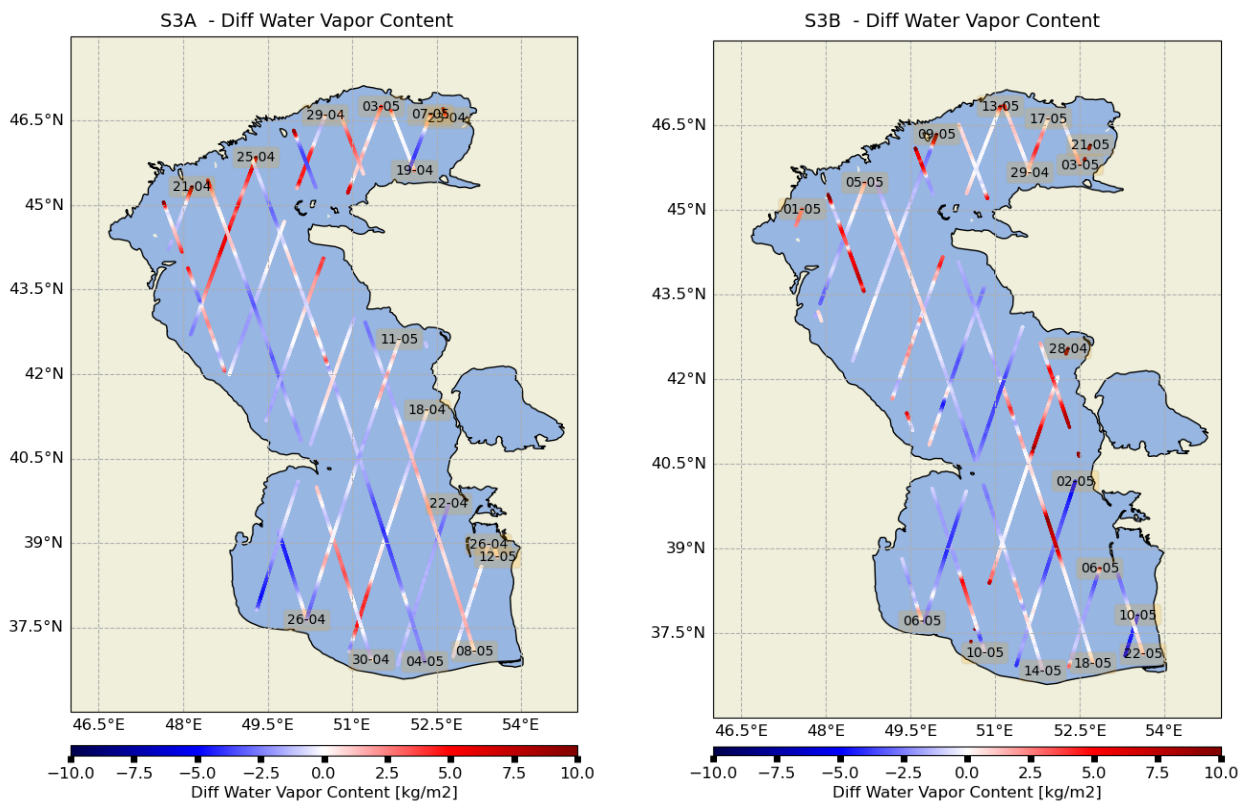 S3A - Diff Water Vapor Content
29-04
03-05
07-05
46.5°N
25-04
19-04
21-04
45°N
43.5°N
11-05
42°N
18-04
40.5°N
22-04
39°N
26-04
12-05
26-04
37.5°N
30-04
04-05
08-05
46.5°E 48°E 49.5°E 51°E 52.5°E 54°E
−10.0 −7.5 −5.0 −2.5 0.0 2.5 5.0 7.5 10.0
Diff Water Vapor Content [kg/m2]
S3B - Diff Water Vapor Content
13-05
17-05
46.5°N
09-05
21-05
03-05
29-04
05-05
01-05
45°N
43.5°N
28-04
42°N
40.5°N
02-05
39°N
06-05
10-05
06-05
37.5°N
10-05
22-05
18-05
14-05
46.5°E 48°E 49.5°E 51°E 52.5°E 54°E
−10.0 −7.5 −5.0 −2.5 0.0 2.5 5.0 7.5 10.0
Diff Water Vapor Content [kg/m2]